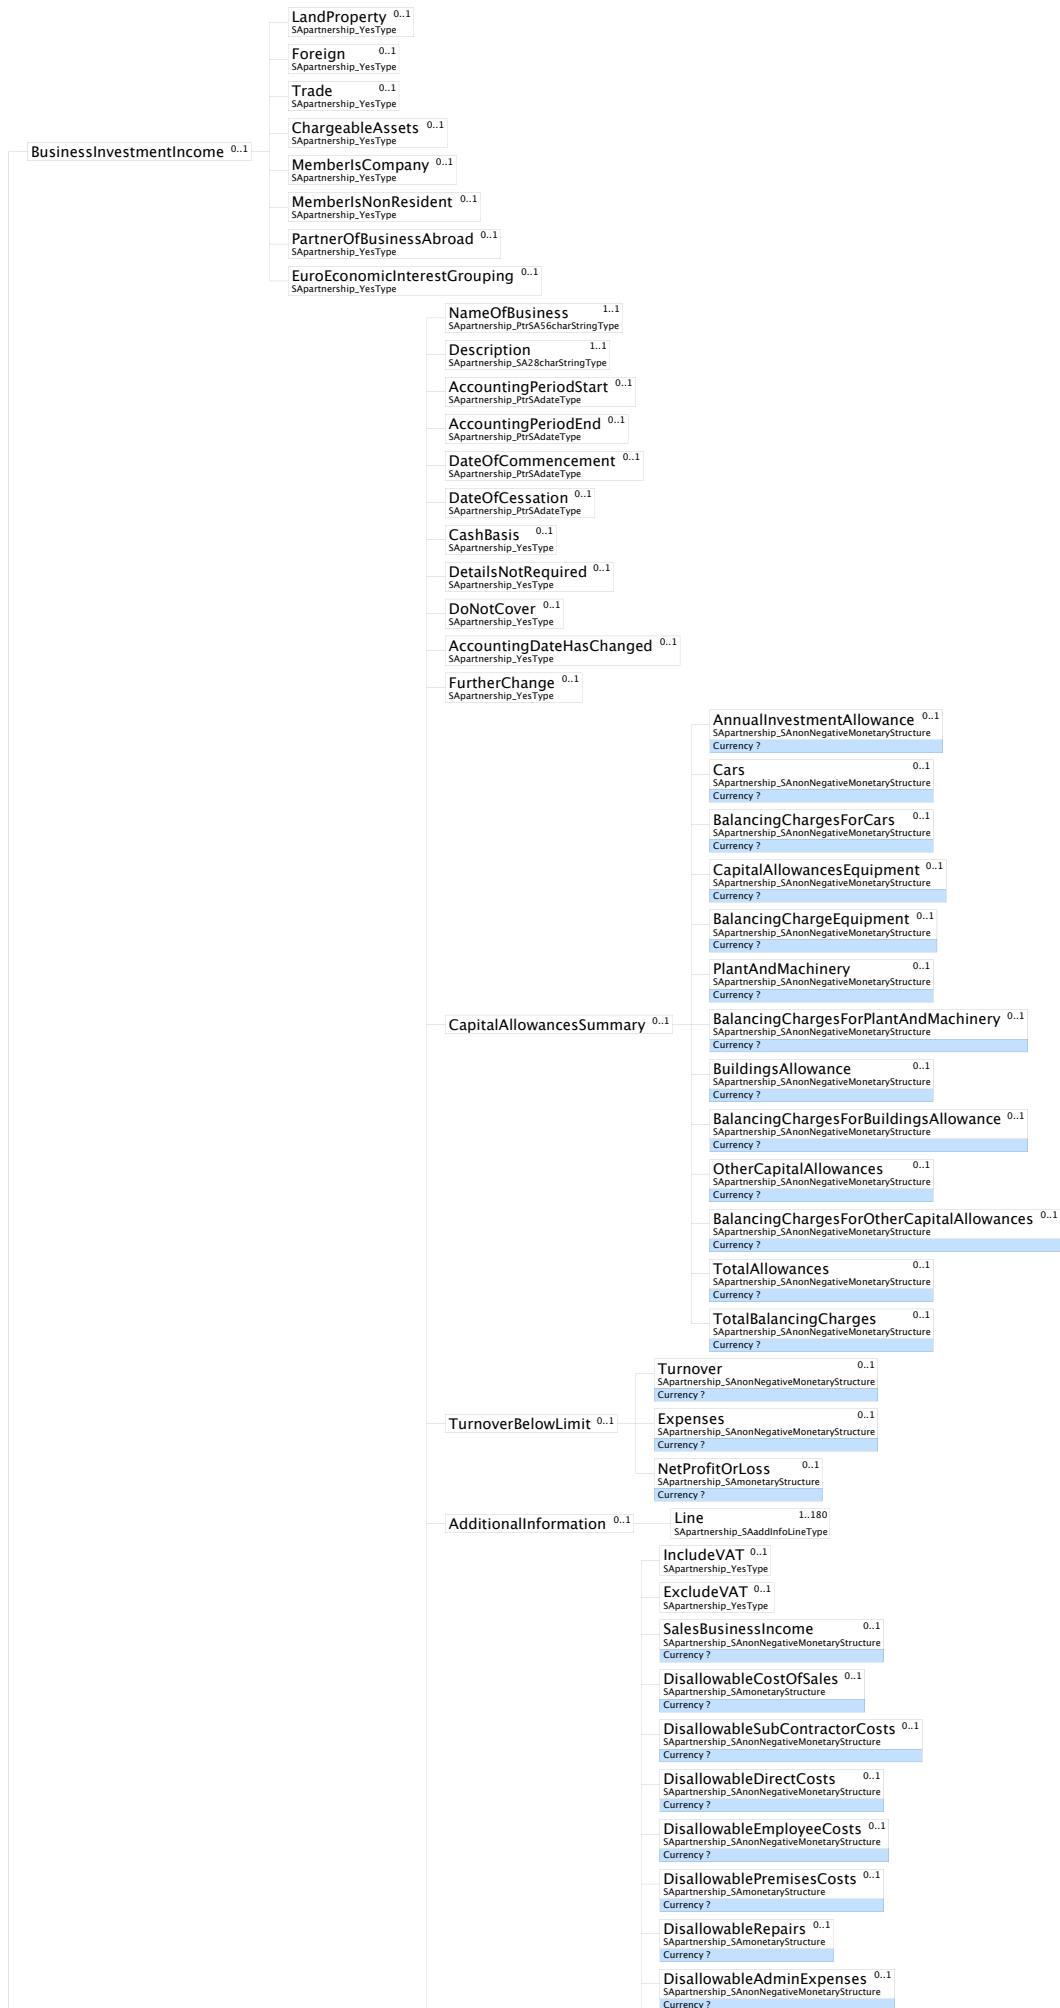 LandProperty 0..1
SApartnership_YesType
Foreign 0..1
SApartnership_YesType
Trade 0..1
SApartnership_YesType
ChargeableAssets 0..1
SApartnership_YesType
BusinessInvestmentIncome 0..1
MemberIsCompany 0..1
SApartnership_YesType
MemberIsNonResident 0..1
SApartnership_YesType
PartnerOfBusinessAbroad 0..1
SApartnership_YesType
EuroEconomicInterestGrouping 0..1
SApartnership_YesType
NameOfBusiness 1..1
SApartnership_PtrSA56charStringType
Description 1..1
SApartnership_SA28charStringType
AccountingPeriodStart 0..1
SApartnership_PtrSAdateType
AccountingPeriodEnd 0..1
SApartnership_PtrSAdateType
DateOfCommencement 0..1
SApartnership_PtrSAdateType
DateOfCessation 0..1
SApartnership_PtrSAdateType
CashBasis 0..1
SApartnership_YesType
DetailsNotRequired 0..1
SApartnership_YesType
DoNotCover 0..1
SApartnership_YesType
AccountingDateHasChanged 0..1
SApartnership_YesType
FurtherChange 0..1
SApartnership_YesType
AnnualInvestmentAllowance 0..1
SApartnership_SAnonNegativeMonetaryStructure
Currency ?
Cars 0..1
SApartnership_SAnonNegativeMonetaryStructure
Currency ?
BalancingChargesForCars 0..1
SApartnership_SAnonNegativeMonetaryStructure
Currency ?
CapitalAllowancesEquipment 0..1
SApartnership_SAnonNegativeMonetaryStructure
Currency ?
BalancingChargeEquipment 0..1
SApartnership_SAnonNegativeMonetaryStructure
Currency ?
PlantAndMachinery 0..1
SApartnership_SAnonNegativeMonetaryStructure
Currency ?
CapitalAllowancesSummary 0..1
BalancingChargesForPlantAndMachinery 0..1
SApartnership_SAnonNegativeMonetaryStructure
Currency ?
BuildingsAllowance 0..1
SApartnership_SAnonNegativeMonetaryStructure
Currency ?
BalancingChargesForBuildingsAllowance 0..1
SApartnership_SAnonNegativeMonetaryStructure
Currency ?
OtherCapitalAllowances 0..1
SApartnership_SAnonNegativeMonetaryStructure
Currency ?
BalancingChargesForOtherCapitalAllowances 0..1
SApartnership_SAnonNegativeMonetaryStructure
Currency ?
TotalAllowances 0..1
SApartnership_SAnonNegativeMonetaryStructure
Currency ?
TotalBalancingCharges 0..1
SApartnership_SAnonNegativeMonetaryStructure
Currency ?
Turnover 0..1
SApartnership_SAnonNegativeMonetaryStructure
Currency ?
TurnoverBelowLimit 0..1
Expenses 0..1
SApartnership_SAnonNegativeMonetaryStructure
Currency ?
NetProfitOrLoss 0..1
SApartnership_SAmonetaryStructure
Currency ?
AdditionalInformation 0..1
Line 1..180
SApartnership_SAaddInfoLineType
IncludeVAT 0..1
SApartnership_YesType
ExcludeVAT 0..1
SApartnership_YesType
SalesBusinessIncome 0..1
SApartnership_SAnonNegativeMonetaryStructure
Currency ?
DisallowableCostOfSales 0..1
SApartnership_SAmonetaryStructure
Currency ?
DisallowableSubContractorCosts 0..1
SApartnership_SAnonNegativeMonetaryStructure
Currency ?
DisallowableDirectCosts 0..1
SApartnership_SAnonNegativeMonetaryStructure
Currency ?
DisallowableEmployeeCosts 0..1
SApartnership_SAnonNegativeMonetaryStructure
Currency ?
DisallowablePremisesCosts 0..1
SApartnership_SAmonetaryStructure
Currency ?
DisallowableRepairs 0..1
SApartnership_SAmonetaryStructure
Currency ?
DisallowableAdminExpenses 0..1
SApartnership_SAnonNegativeMonetaryStructure
Currency ?